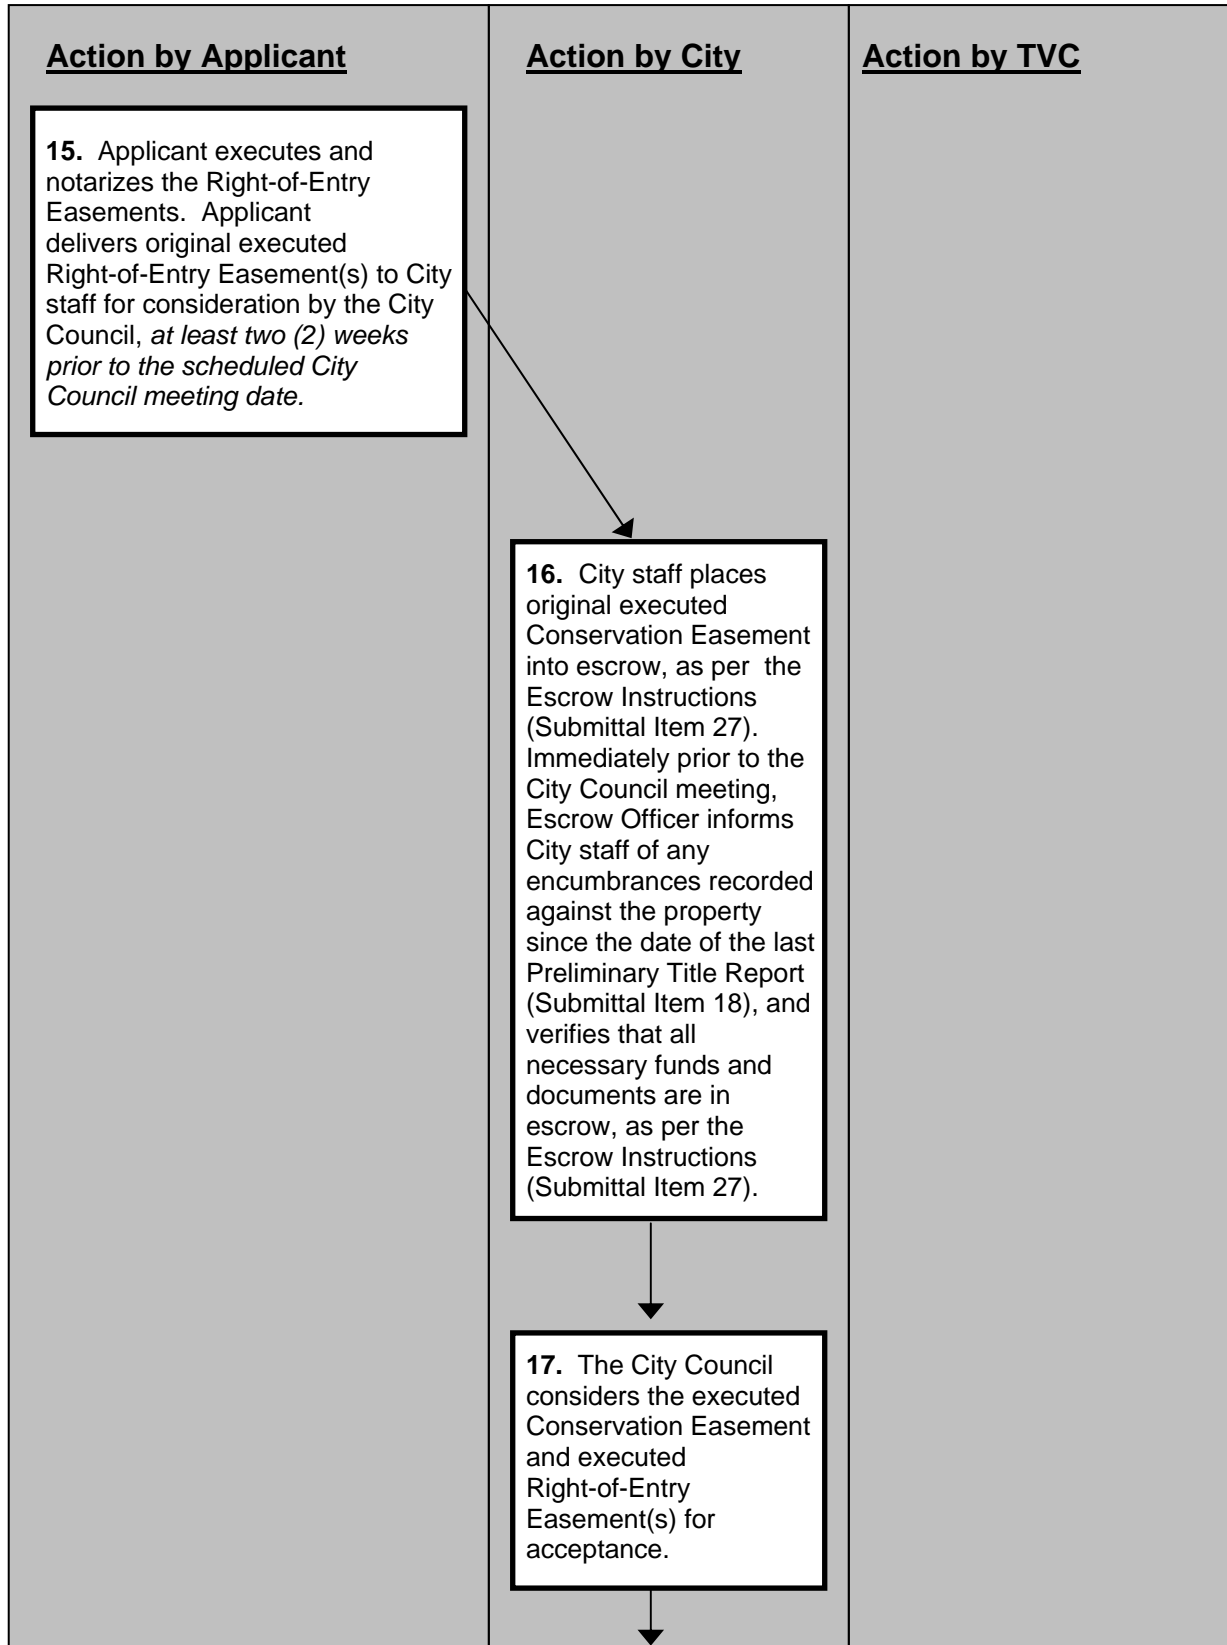 Action by Applicant
Action by City
Action by TVC
15.  Applicant executes and
notarizes the Right-of-Entry
Easements.  Applicant
delivers original executed
Right-of-Entry Easement(s) to City
staff for consideration by the City
Council, at least two (2) weeks
prior to the scheduled City
Council meeting date.
16.  City staff places
original executed
Conservation Easement
into escrow, as per  the
Escrow Instructions
(Submittal Item 27).
Immediately prior to the
City Council meeting,
Escrow Officer informs
City staff of any
encumbrances recorded
against the property
since the date of the last
Preliminary Title Report
(Submittal Item 18), and
verifies that all
necessary funds and
documents are in
escrow, as per the
Escrow Instructions
(Submittal Item 27).
17.  The City Council
considers the executed
Conservation Easement
and executed
Right-of-Entry
Easement(s) for
acceptance.